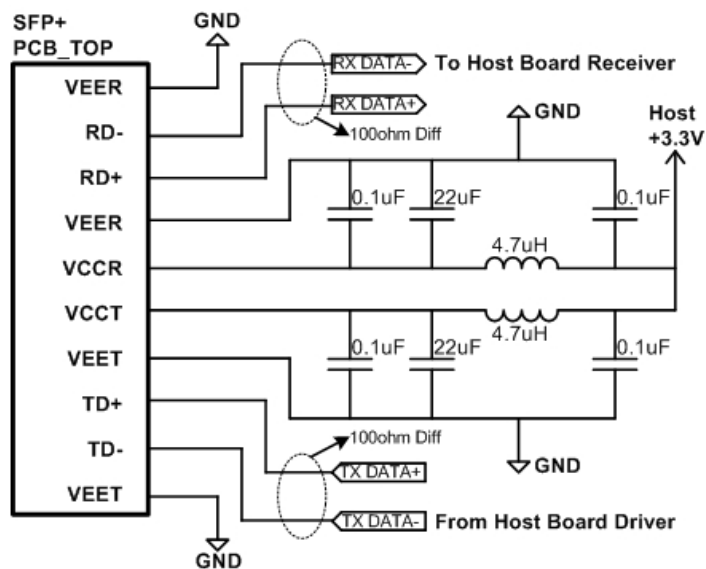 SFP+
PCB_TOP
GND
VEER
RD-
RD+
VEER
VCCR
VCCT
VEET
TD+
TD-
VEET
RX DATA-
To Host Board Receiver
RX DATA+
100ohm Diff
GND
Host
+3.3V
0.1uF
22uF
0.1uF
4.7uH
4.7uH
0.1uF
22uF
0.1uF
100ohm Diff
GND
TX DATA+
TX DATA-
From Host Board Driver
GND